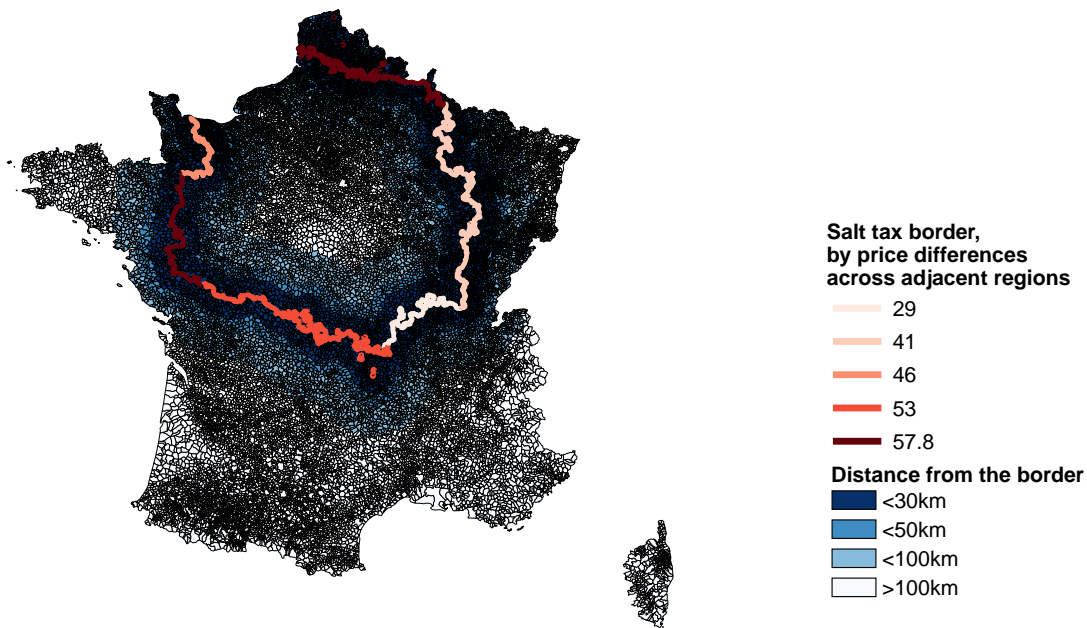 Salt tax border,
by price differences
across adjacent regions
29
41
46
53
57.8
Distance from the border
<30km
<50km
<100km
>100km